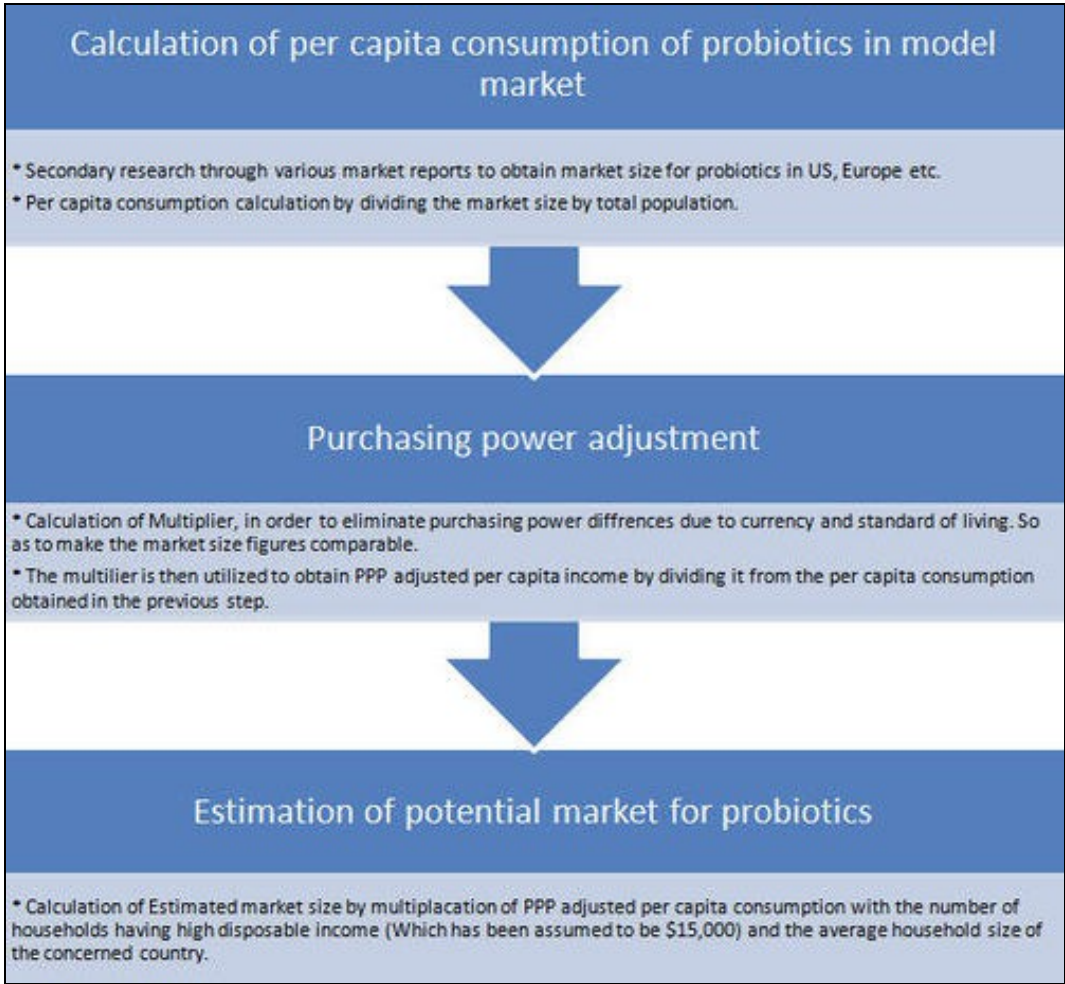 Calculation of per capita consumption of probiotics in model
market
* Secondary research through various market reports to obtain market size for probiotics in US, Europe etc.
* Per capita consumption calculation by dividing the market size by total population.
Purchasing power adjustment
* Calculation of Multiplier, in order to eliminate purchasing power diffrences due to currency and standard of living. So
as to make the market size figures comparable.
* The multilier is then utilized to obtain PPP adjusted per capita income by dividing it from the per capita consumption
obtained in the previous step.
Estimation of potential market for probiotics
* Calculation of Estimated market size by multiplacation of PPP adjusted per capita consumption with the number of
households having high disposable income (Which has been assumed to be $15,000) and the average household size of
the concerned country.